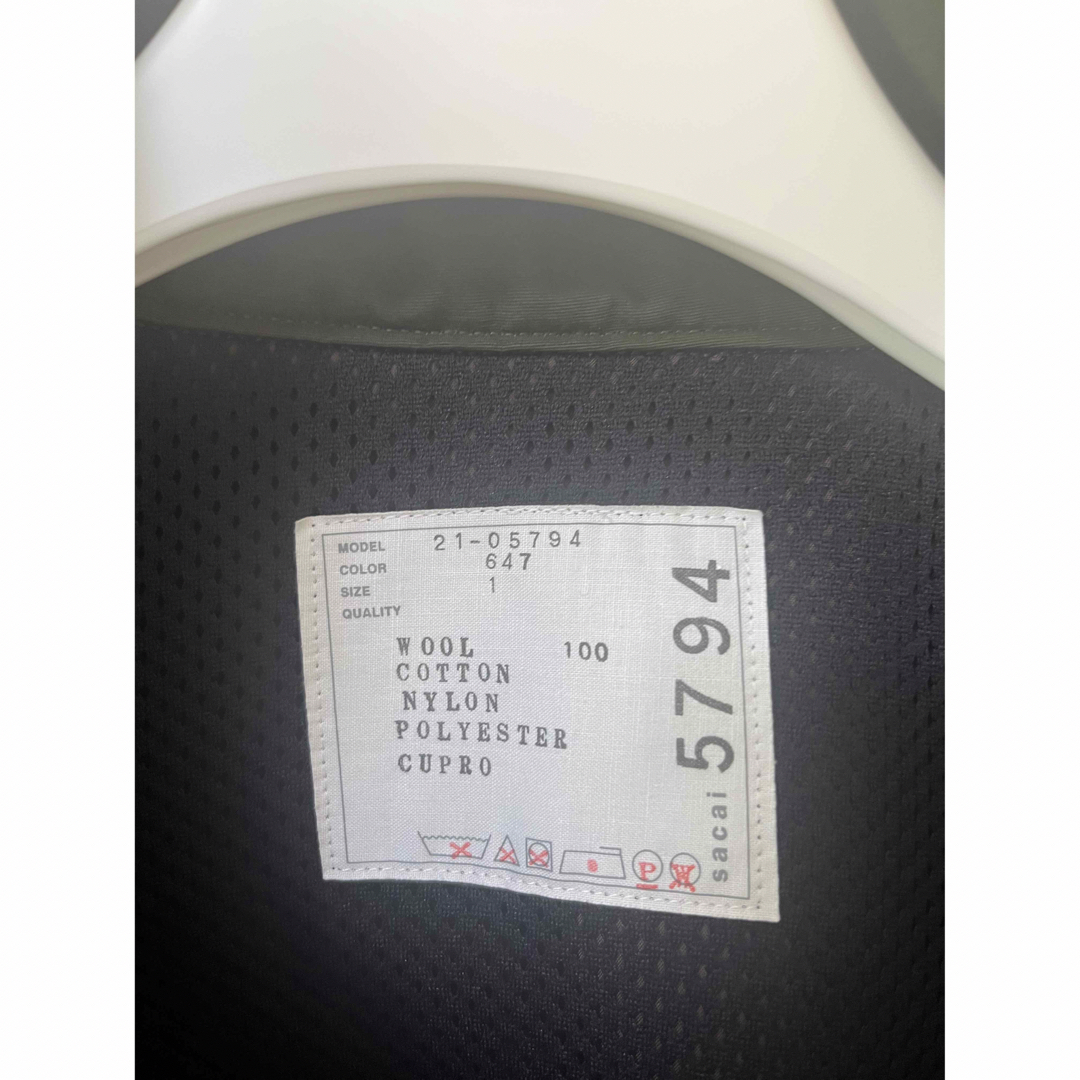 MODEL 21-05794
COLOR 647
SIZE 1
QUALITY
WOOL 100
COTTON
NYLON
POLYESTER
CUPRO
P W
sacai 5794